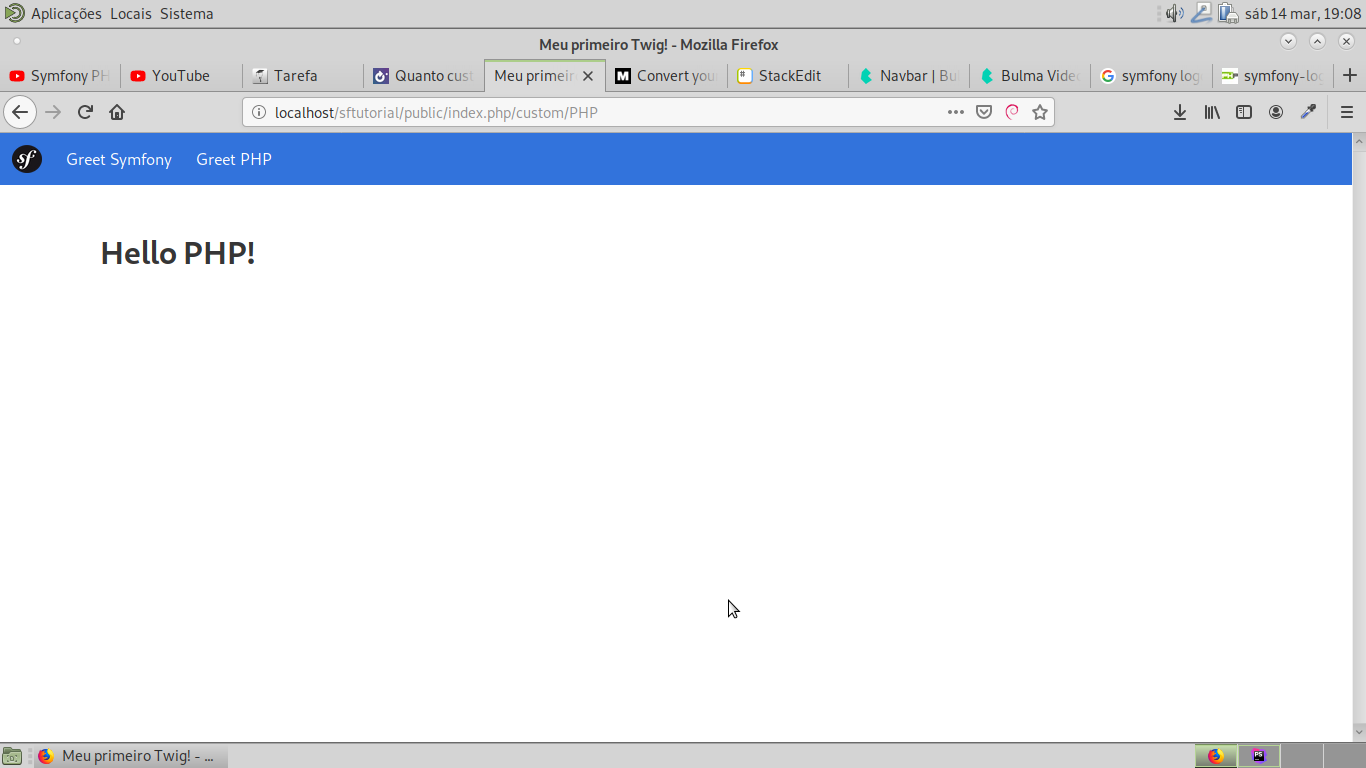 Aplicações Locais Sistema sáb 14 mar, 19:08
Meu primeiro Twig! - Mozilla Firefox
Symfony PH YouTube Tarefa Quanto cust Meu primeir Convert you StackEdit Navbar | Bu Bulma Vide symfony log symfony-lo
localhost/sftutorial/public/index.php/custom/PHP
sf Greet Symfony Greet PHP
Hello PHP!
Meu primeiro Twig! - ...